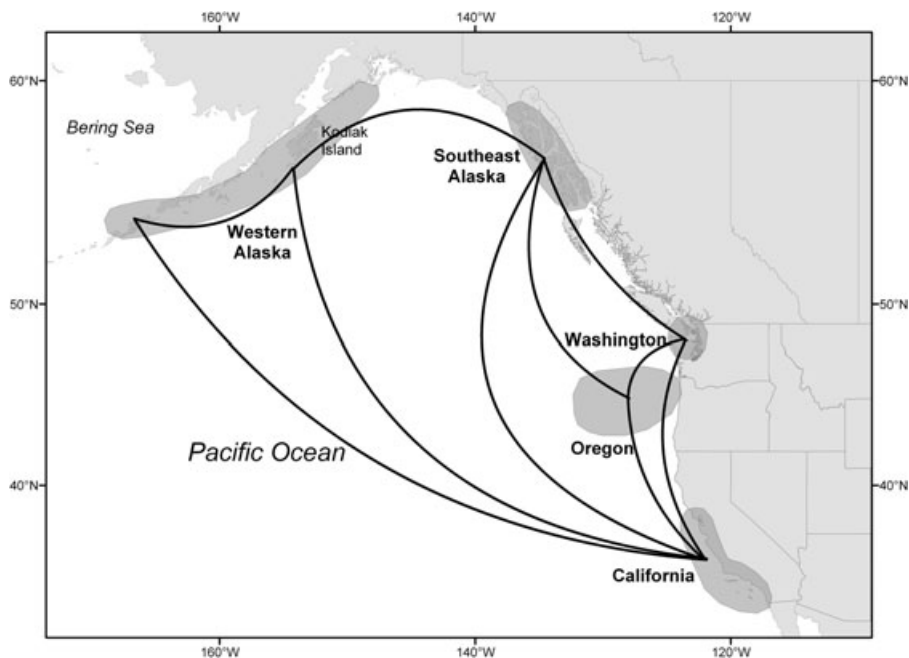 160°W
140°W
120°W
60°N
60°N
Bering Sea
Kodiak
Island
Southeast
Alaska
Western
Alaska
50°N
50°N
Washington
Pacific Ocean
Oregon
40°N
40°N
California
160°W
140°W
120°W